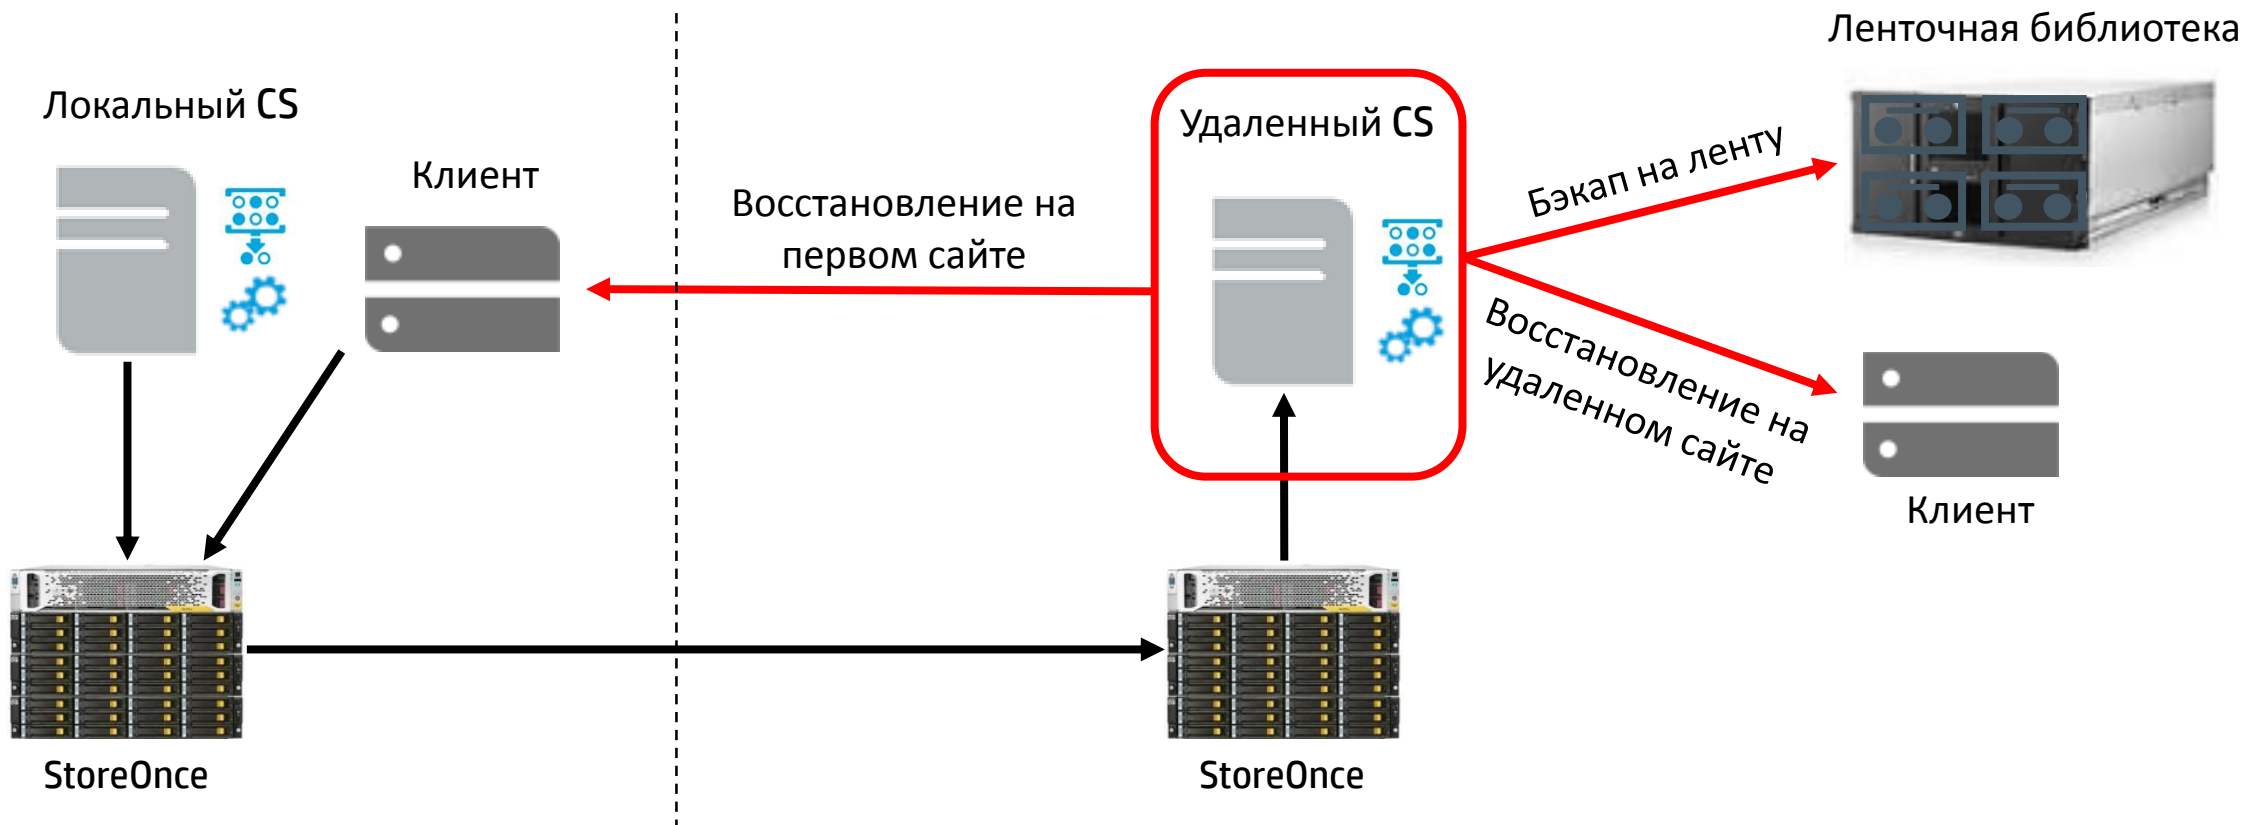 Ленточная библиотека
Локальный CS
Удаленный CS
Клиент
Восстановление на
первом сайте
Бэкап на ленту
Восстановление на
удаленном сайте
Клиент
StoreOnce
StoreOnce